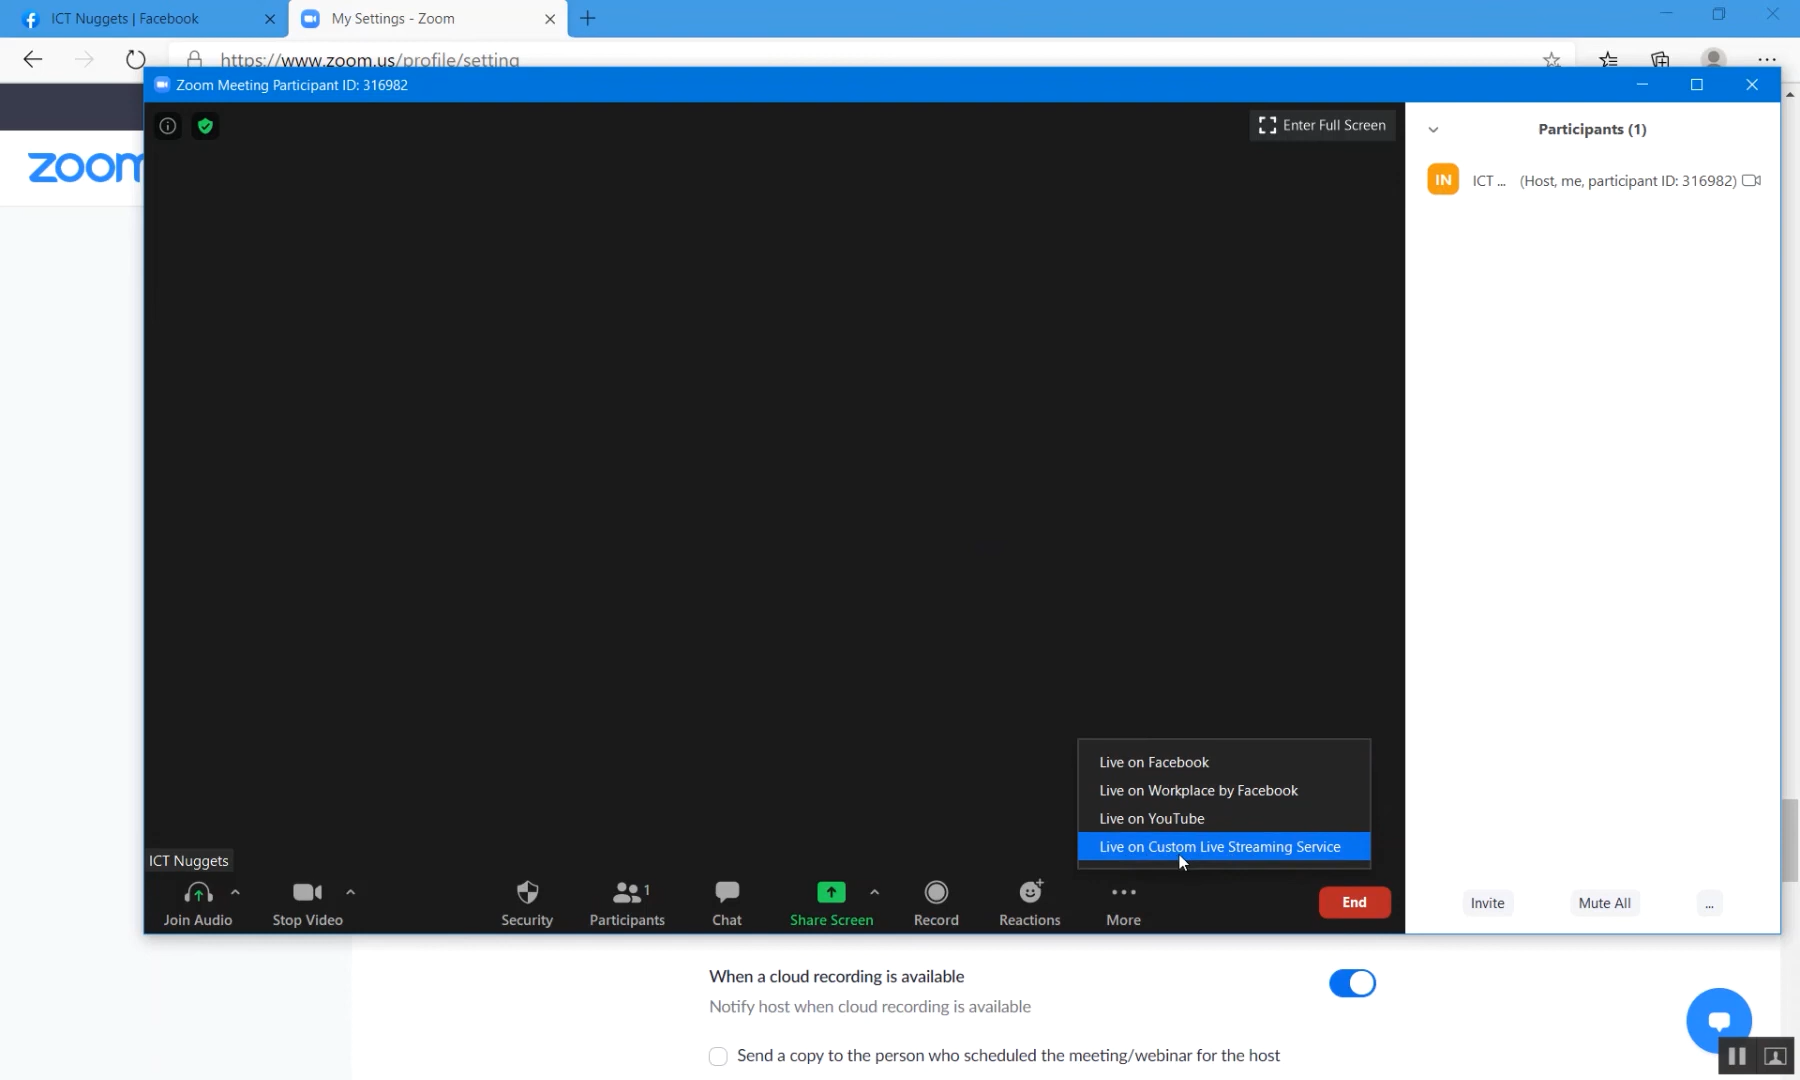 ICT Nuggets | Facebook
My Settings - Zoom
https://www.zoom.us/profile/setting
Zoom Meeting Participant ID: 316982
Enter Full Screen
Participants (1)
zoom
IN ICT ... (Host, me, participant ID: 316982)
Live on Facebook
Live on Workplace by Facebook
Live on YouTube
Live on Custom Live Streaming Service
ICT Nuggets
1
Join Audio Stop Video Security Participants Chat Share Screen Record Reactions More End
Invite Mute All ...
When a cloud recording is available
Notify host when cloud recording is available
Send a copy to the person who scheduled the meeting/webinar for the host